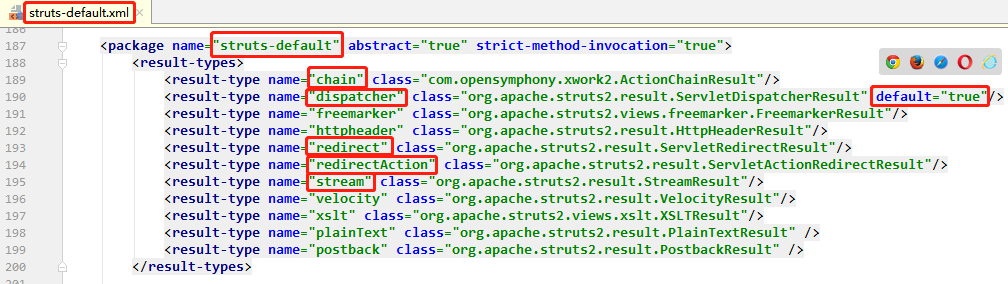 struts-default.xml
186
187 <package name="struts-default" abstract="true" strict-method-invocation="true">
188 <result-types>
189 <result-type name="chain" class="com.opensymphony.xwork2.ActionChainResult"/>
190 <result-type name="dispatcher" class="org.apache.struts2.result.ServletDispatcherResult" default="true"/>
191 <result-type name="freemarker" class="org.apache.struts2.views.freemarker.FreemarkerResult"/>
192 <result-type name="httpheader" class="org.apache.struts2.result.HttpHeaderResult"/>
193 <result-type name="redirect" class="org.apache.struts2.result.ServletRedirectResult"/>
194 <result-type name="redirectAction" class="org.apache.struts2.result.ServletActionRedirectResult"/>
195 <result-type name="stream" class="org.apache.struts2.result.StreamResult"/>
196 <result-type name="velocity" class="org.apache.struts2.result.VelocityResult"/>
197 <result-type name="xslt" class="org.apache.struts2.views.xslt.XSLTResult"/>
198 <result-type name="plainText" class="org.apache.struts2.result.PlainTextResult" />
199 <result-type name="postback" class="org.apache.struts2.result.PostbackResult" />
200 </result-types>
201